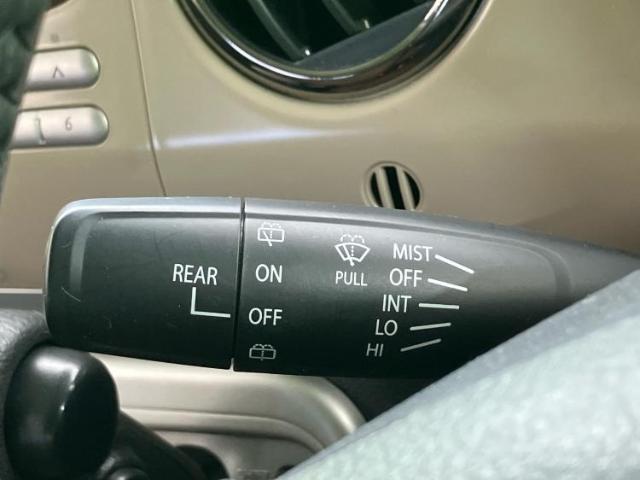 6
REAR
ON
OFF
PULL
MIST
OFF
INT
LO
HI